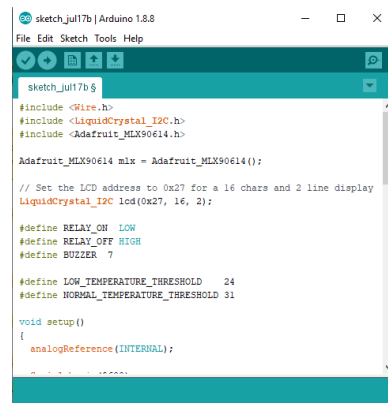 sketch_jul17b | Arduino 1.8.8
File Edit Sketch Tools Help
sketch_jul17b §
#include <Wire.h>
#include <LiquidCrystal_I2C.h>
#include <Adafruit_MLX90614.h>
Adafruit_MLX90614 mlx = Adafruit_MLX90614();
// Set the LCD address to 0x27 for a 16 chars and 2 line display
LiquidCrystal_I2C lcd(0x27, 16, 2);
#define RELAY_ON  LOW
#define RELAY_OFF HIGH
#define BUZZER  7
#define LOW_TEMPERATURE_THRESHOLD    24
#define NORMAL_TEMPERATURE_THRESHOLD 31
void setup()
{
  analogReference(INTERNAL);